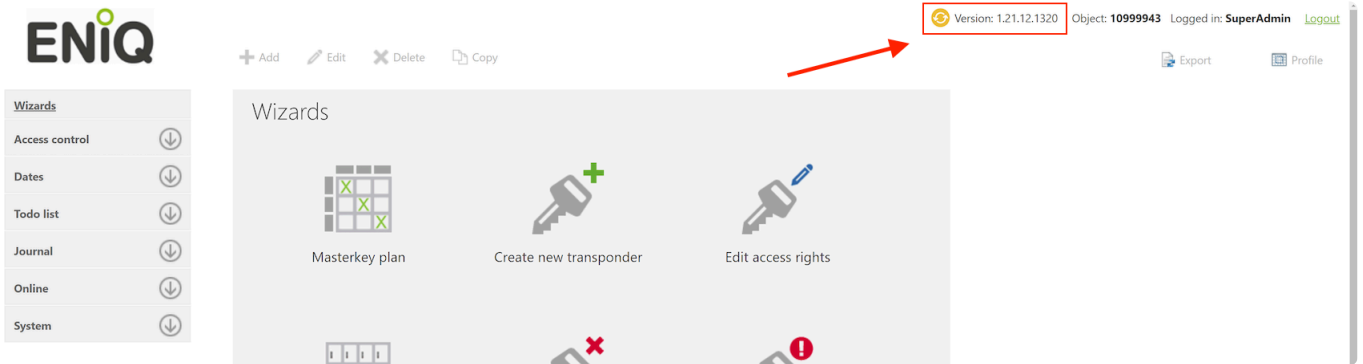 ENiQ
Version: 1.21.12.1320 Object: 10999943 Logged in: SuperAdmin Logout
Add Edit Delete Copy Export Profile
Wizards
Access control
Dates
Todo list
Journal
Online
System
Wizards
Masterkey plan Create new transponder Edit access rights